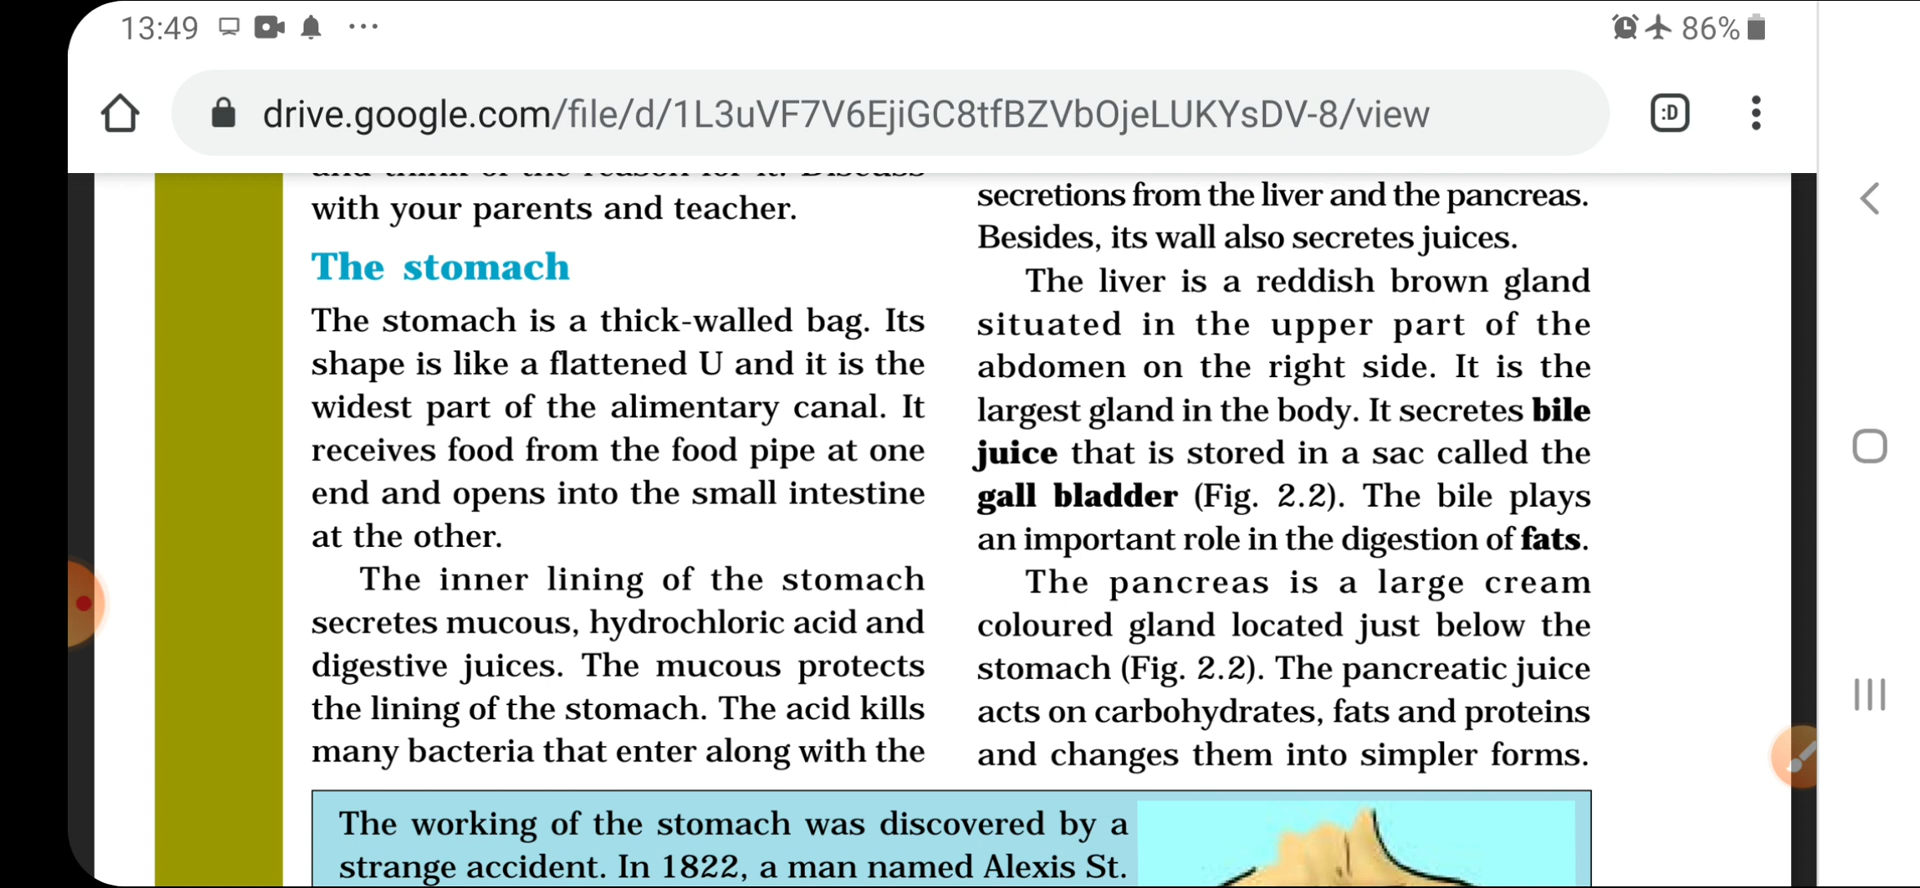 13:49
86%
drive.google.com/file/d/1L3uVF7V6EjiGC8tfBZVbOjeLUKYsDV-8/view
:D
and think of the reason for it. Discuss
with your parents and teacher.
The stomach
The stomach is a thick-walled bag. Its
shape is like a flattened U and it is the
widest part of the alimentary canal. It
receives food from the food pipe at one
end and opens into the small intestine
at the other.
The inner lining of the stomach
secretes mucous, hydrochloric acid and
digestive juices. The mucous protects
the lining of the stomach. The acid kills
many bacteria that enter along with the
secretions from the liver and the pancreas.
Besides, its wall also secretes juices.
The liver is a reddish brown gland
situated in the upper part of the
abdomen on the right side. It is the
largest gland in the body. It secretes bile
juice that is stored in a sac called the
gall bladder (Fig. 2.2). The bile plays
an important role in the digestion of fats.
The pancreas is a large cream
coloured gland located just below the
stomach (Fig. 2.2). The pancreatic juice
acts on carbohydrates, fats and proteins
and changes them into simpler forms.
The working of the stomach was discovered by a
strange accident. In 1822, a man named Alexis St.